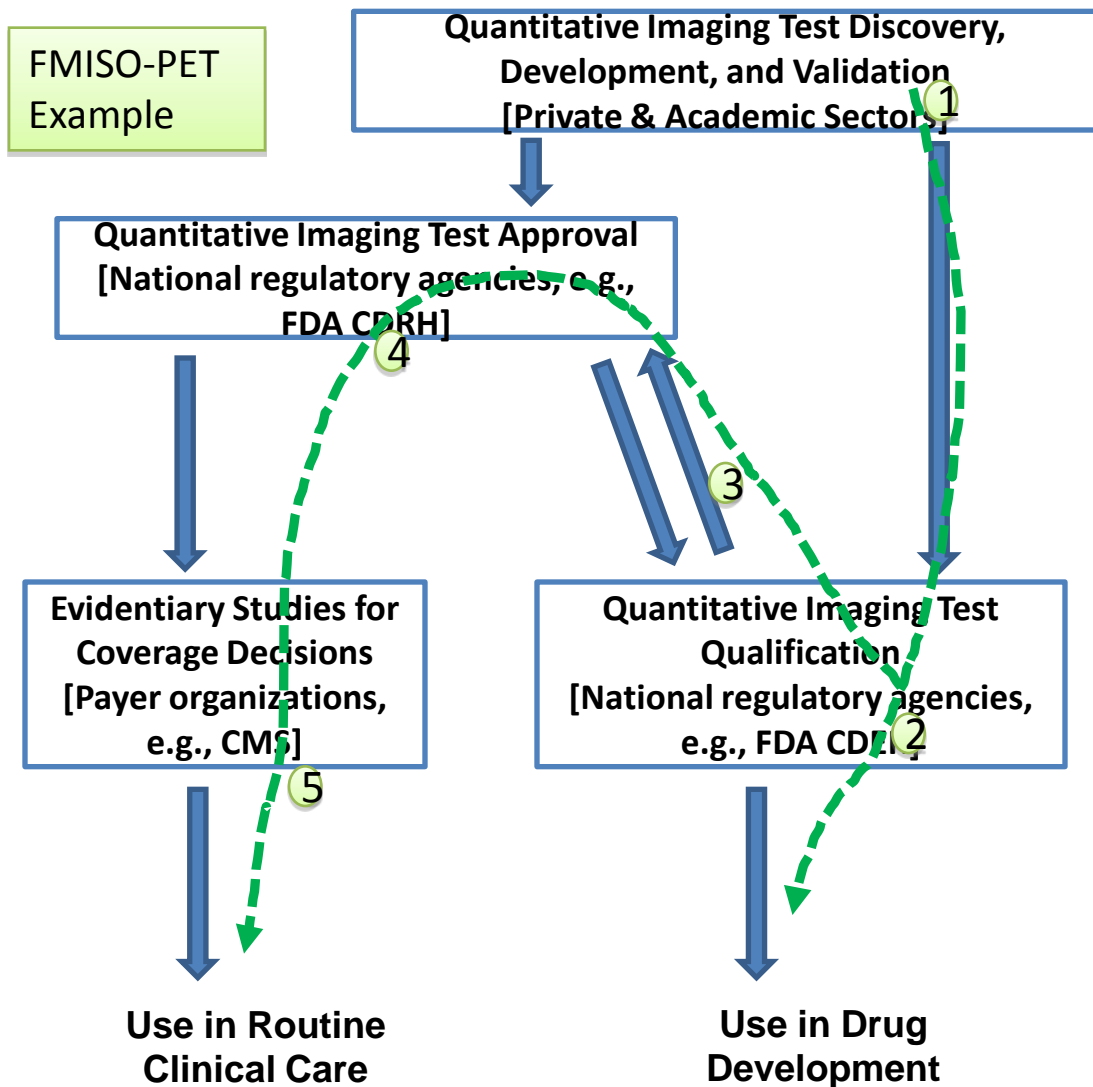 FMISO-PET
Example
Quantitative Imaging Test Discovery,
Development, and Validation
[Private & Academic Sectors]
1
Quantitative Imaging Test Approval
[National regulatory agencies, e.g.,
FDA CDRH]
4
3
Evidentiary Studies for
Coverage Decisions
[Payer organizations,
e.g., CMS]
5
Quantitative Imaging Test
Qualification
[National regulatory agencies,
e.g., FDA CDER]
2
Use in Routine
Clinical Care
Use in Drug
Development